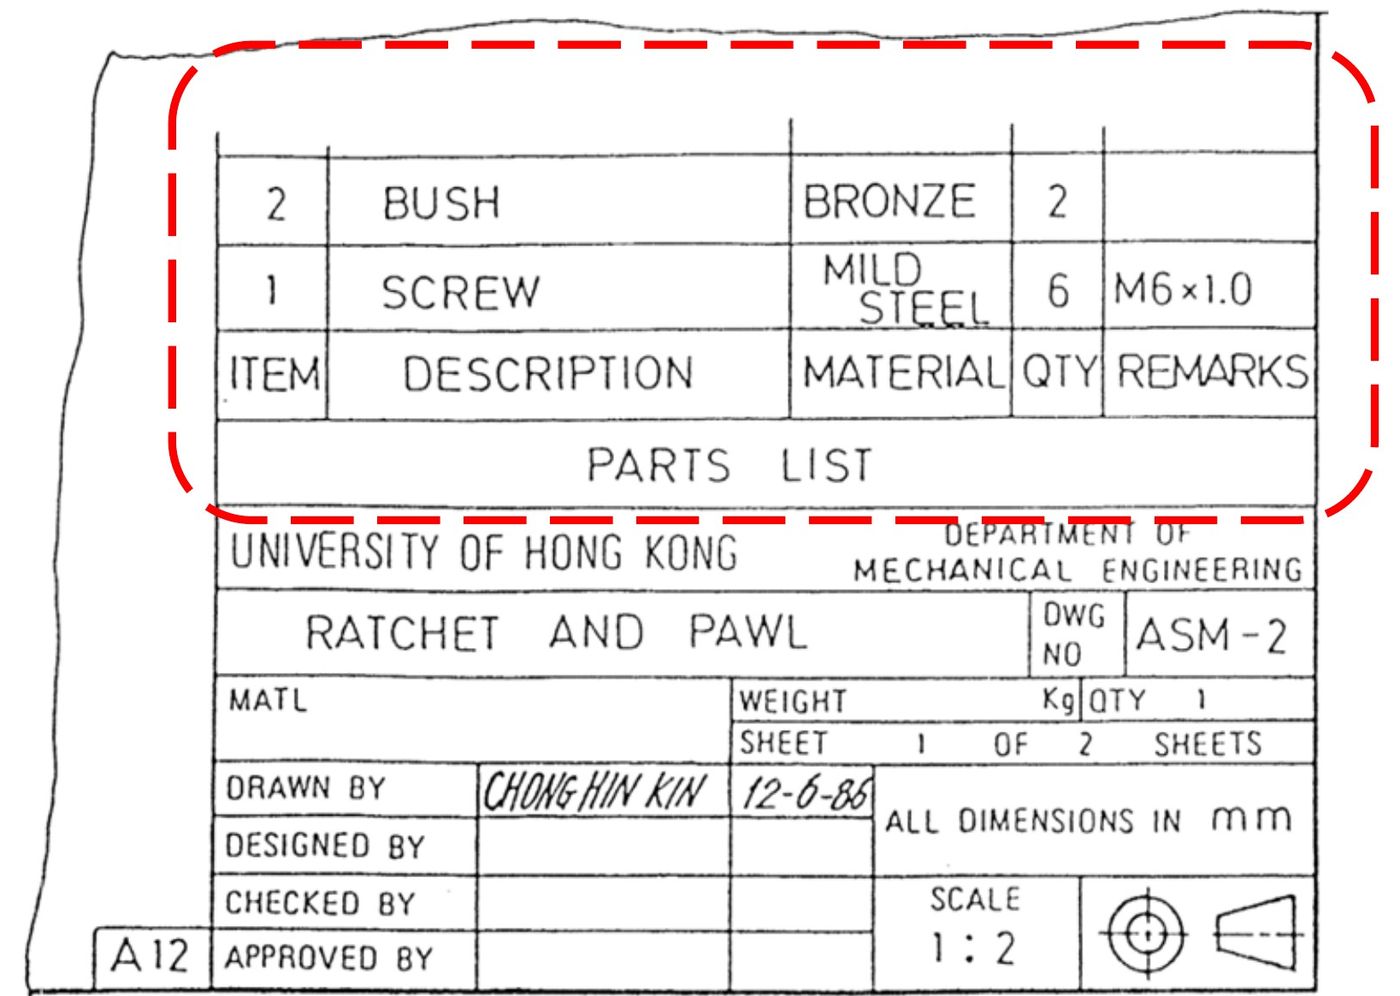 2 BUSH BRONZE 2
1 SCREW MILD STEEL 6 M6×1.0
ITEM DESCRIPTION MATERIAL QTY REMARKS
PARTS LIST
UNIVERSITY OF HONG KONG DEPARTMENT OF MECHANICAL ENGINEERING
RATCHET AND PAWL DWG NO ASM-2
MATL WEIGHT Kg QTY 1
SHEET 1 OF 2 SHEETS
DRAWN BY CHONG HIN KIN 12-6-86 ALL DIMENSIONS IN mm
DESIGNED BY
CHECKED BY SCALE
1:2
A12 APPROVED BY